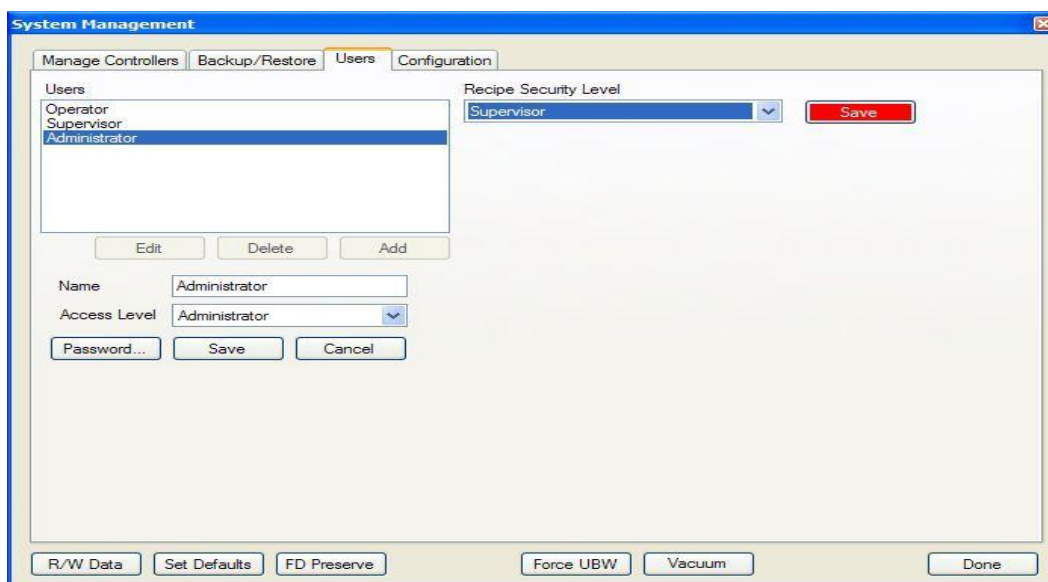 System Management
Manage Controllers Backup/Restore Users Configuration
Users Recipe Security Level
Operator Supervisor Save
Supervisor
Administrator
Edit Delete Add
Name Administrator
Access Level Administrator
Password... Save Cancel
R/W Data Set Defaults FD Preserve Force UBW Vacuum Done